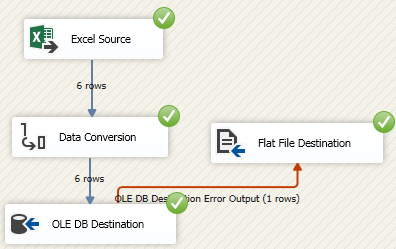 Excel Source
6 rows
Data Conversion
Flat File Destination
6 rows
OLE DB Destination Error Output (1 rows)
OLE DB Destination